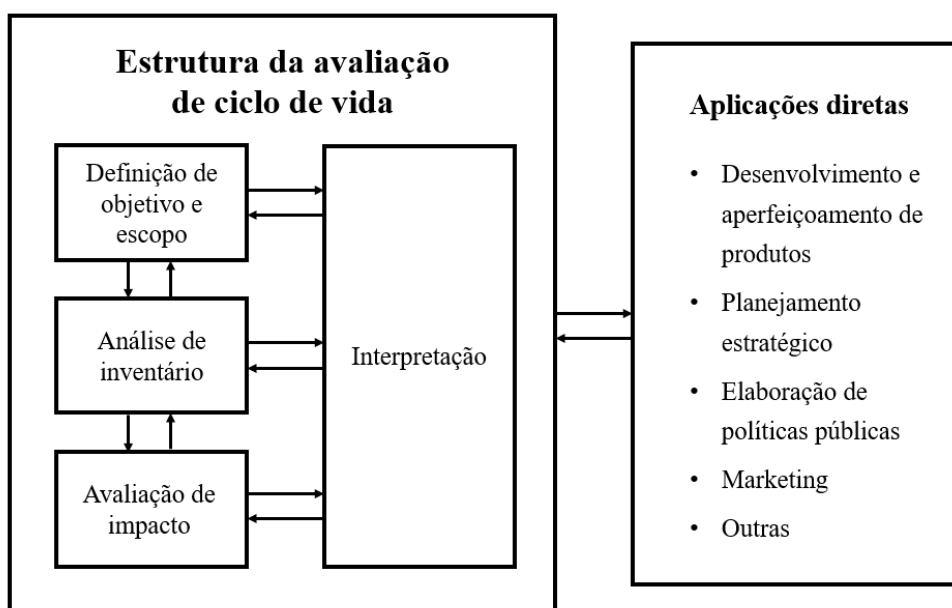 Estrutura da avaliação
de ciclo de vida
Definição de
objetivo e
escopo
Análise de
inventário
Avaliação de
impacto
Interpretação
Aplicações diretas
• Desenvolvimento e
aperfeiçoamento de
produtos
• Planejamento
estratégico
• Elaboração de
políticas públicas
• Marketing
• Outras